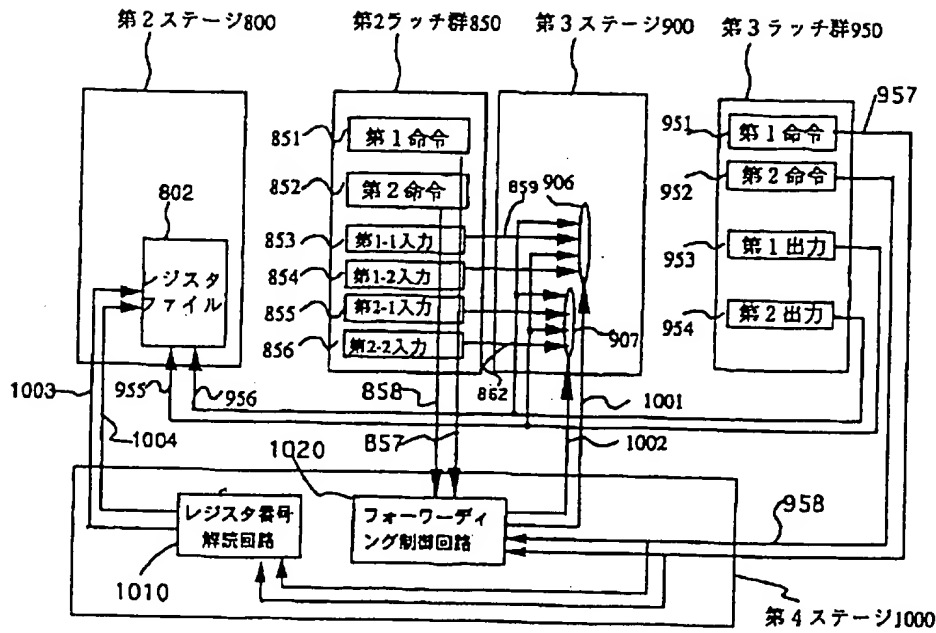 第2ステージ800
第2ラッチ群850
第3ステージ900
第3ラッチ群950
957
851
第1命令
951
第1命令
802
852
第2命令
859
906
952
第2命令
レジスタ
ファイル
853
第1-1入力
953
第1出力
854
第1-2入力
855
第2-1入力
954
第2出力
856
第2-2入力
907
1003
955
956
858
862
1001
1004
857
1002
1020
レジスタ番号
解読回路
フォーワーディ
ング制御回路
958
1010
第4ステージ1000